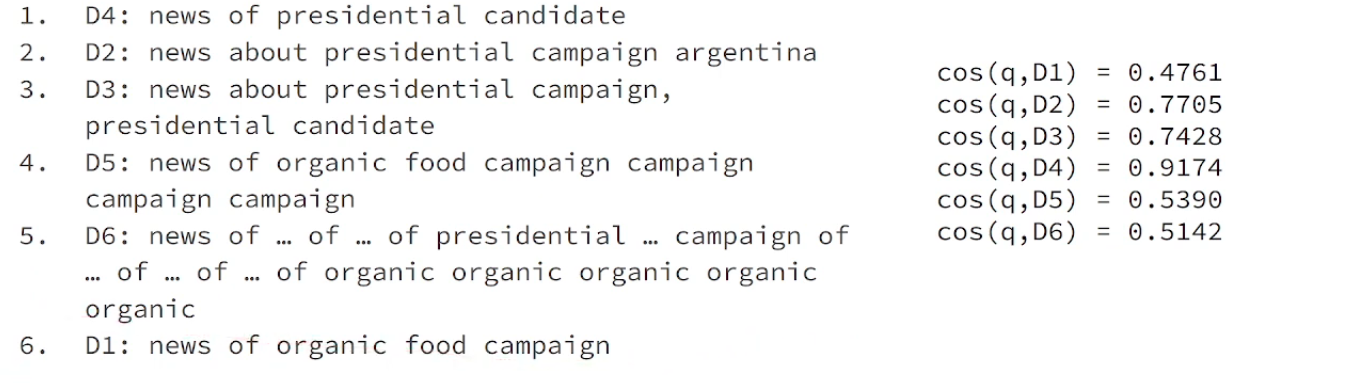 1. D4: news of presidential candidate
2. D2: news about presidential campaign argentina
3. D3: news about presidential campaign,
presidential candidate
4. D5: news of organic food campaign campaign
campaign campaign
5. D6: news of … of … of presidential … campaign of
… of … of … of organic organic organic organic
organic
6. D1: news of organic food campaign
cos(q,D1) = 0.4761
cos(q,D2) = 0.7705
cos(q,D3) = 0.7428
cos(q,D4) = 0.9174
cos(q,D5) = 0.5390
cos(q,D6) = 0.5142